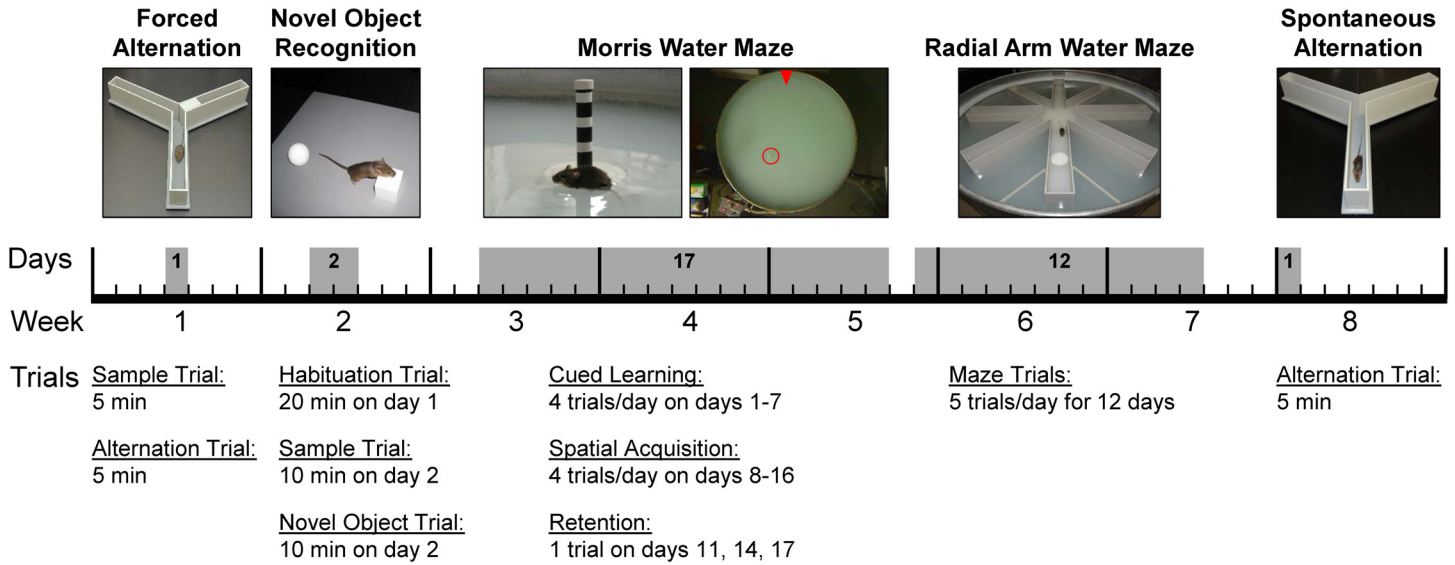 Forced
Alternation
Novel Object
Recognition
Morris Water Maze
Radial Arm Water Maze
Spontaneous
Alternation
Days
1
2
17
12
1
Week
1
2
3
4
5
6
7
8
Trials
Sample Trial:
5 min
Alternation Trial:
5 min
Habituation Trial:
20 min on day 1
Sample Trial:
10 min on day 2
Novel Object Trial:
10 min on day 2
Cued Learning:
4 trials/day on days 1-7
Spatial Acquisition:
4 trials/day on days 8-16
Retention:
1 trial on days 11, 14, 17
Maze Trials:
5 trials/day for 12 days
Alternation Trial:
5 min